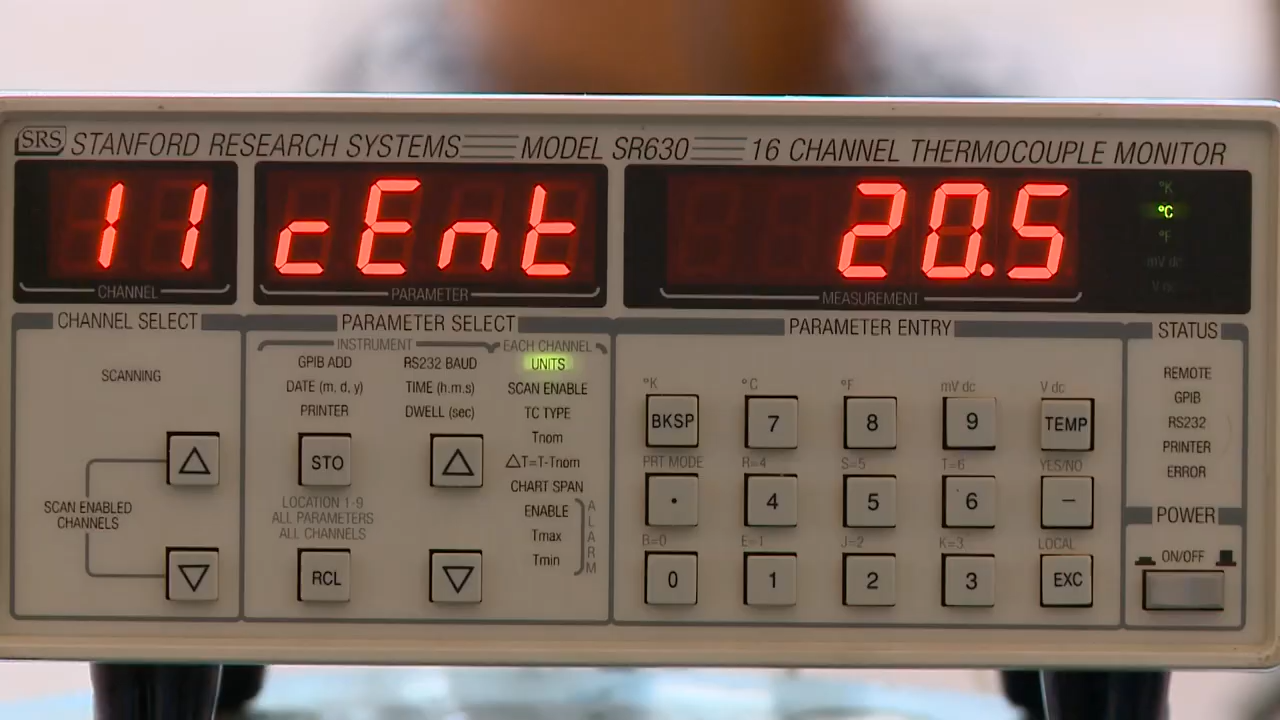 SRS STANFORD RESEARCH SYSTEMS MODEL SR630 16 CHANNEL THERMOCOUPLE MONITOR
11 cEnt 20.5
°K
°C
°F
mV dc
V dc
CHANNEL PARAMETER MEASUREMENT
CHANNEL SELECT
SCANNING
SCAN ENABLED
CHANNELS
PARAMETER SELECT
INSTRUMENT EACH CHANNEL
GPIB ADD RS232 BAUD UNITS
DATE (m, d, y) TIME (h.m.s) SCAN ENABLE
PRINTER DWELL (sec) TC TYPE
Tnom
STO △T=T-Tnom
CHART SPAN
LOCATION 1-9
ALL PARAMETERS
ALL CHANNELS
ENABLE
Tmax
Tmin
ALARM
RCL
PARAMETER ENTRY
°K °C °F mV dc V dc
BKSP 7 8 9 TEMP
PRT MODE R=4 S=5 T=6 YES/NO
. 4 5 6 –
B=0 E=1 J=2 K=3 LOCAL
0 1 2 3 EXC
STATUS
REMOTE
GPIB
RS232
PRINTER
ERROR
POWER
ON/OFF